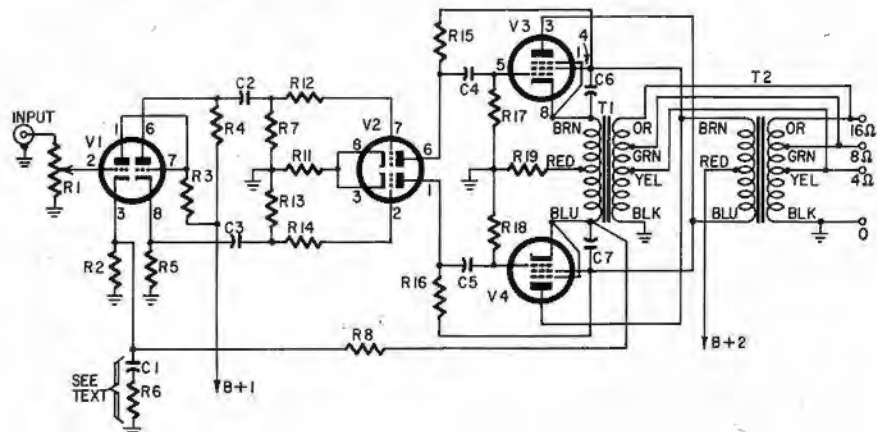 INPUT
R1
V1
1
6
2
7
3
8
R2
R5
R3
R4
C2
C3
R12
R7
R11
R13
R14
V2
7
8
6
3
1
2
R15
R16
C4
C5
V3
3
4
1
5
8
R17
R18
R19
V4
C6
C7
T1
BRN
RED
BLU
OR
GRN
YEL
BLK
T2
BRN
RED
BLU
OR
GRN
YEL
BLK
16Ω
8Ω
4Ω
0
R8
SEE
TEXT
C1
R6
B+1
B+2